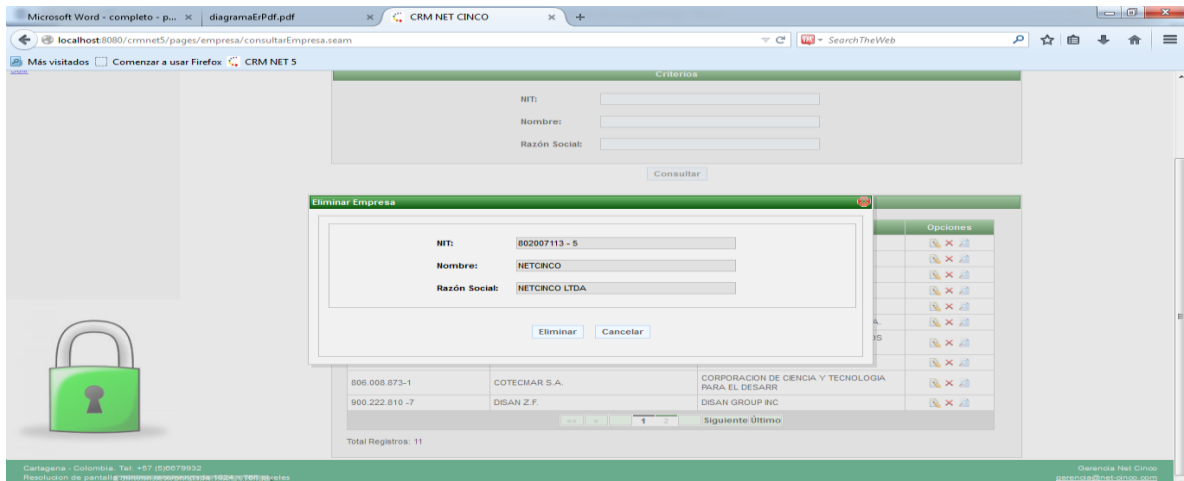 Microsoft Word - completo - p... × diagramaErPdf.pdf × CRM NET CINCO × +
localhost:8080/crmnet5/pages/empresa/consultarEmpresa.seam SearchTheWeb
Más visitados Comenzar a usar Firefox CRM NET 5
Criterios
NIT:
Nombre:
Razón Social:
Consultar
Eliminar Empresa
Opciones
NIT: 802007113 - 5
Nombre: NETCINCO
Razón Social: NETCINCO LTDA
Eliminar Cancelar
806.008.873-1 COTECMAR S.A. CORPORACION DE CIENCIA Y TECNOLOGIA
PARA EL DESARR
900.222.810 -7 DISAN Z.F. DISAN GROUP INC
«« « 1 2 Siguiente Último
Total Registros: 11
Cartagena - Colombia. Tel: +57 (5)6679932 Gerencia Net Cinco
Resolucion de pantalla gerencia@net-cinco.com